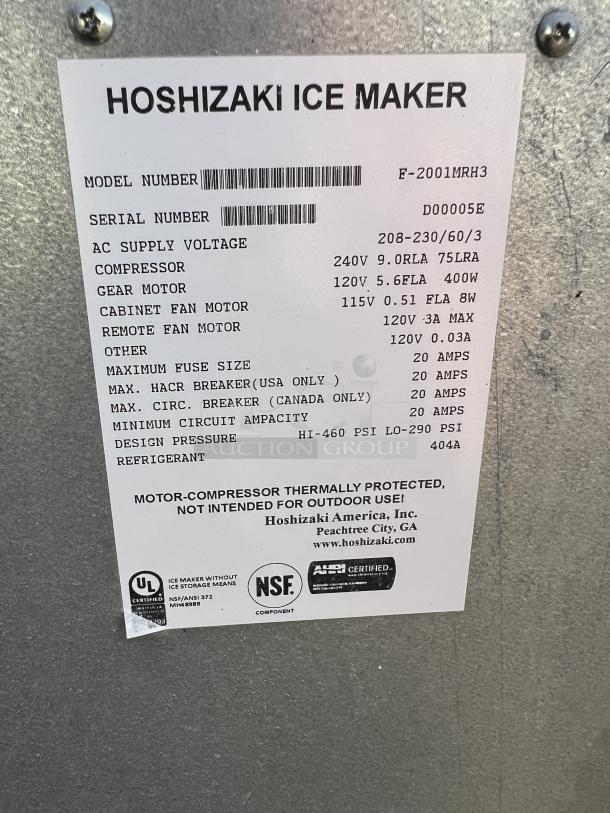 HOSHIZAKI ICE MAKER
MODEL NUMBER F-2001MRH3
SERIAL NUMBER D00005E
AC SUPPLY VOLTAGE 208-230/60/3
COMPRESSOR 240V 9.0RLA 75LRA
GEAR MOTOR 120V 5.6FLA 400W
CABINET FAN MOTOR 115V 0.51 FLA 8W
REMOTE FAN MOTOR 120V 3A MAX
OTHER 120V 0.03A
MAXIMUM FUSE SIZE 20 AMPS
MAX. HACR BREAKER(USA ONLY ) 20 AMPS
MAX. CIRC. BREAKER (CANADA ONLY) 20 AMPS
MINIMUM CIRCUIT AMPACITY 20 AMPS
DESIGN PRESSURE HI-460 PSI LO-290 PSI
REFRIGERANT 404A
AUCTION GROUP
MOTOR-COMPRESSOR THERMALLY PROTECTED,
NOT INTENDED FOR OUTDOOR USE!
Hoshizaki America, Inc.
Peachtree City, GA
www.hoshizaki.com
UL
CERTIFIED
ICE MAKER WITHOUT
ICE STORAGE MEANS
NSF/ANSI 372
MH48989
NSF.
COMPONENT
AHRI CERTIFIED